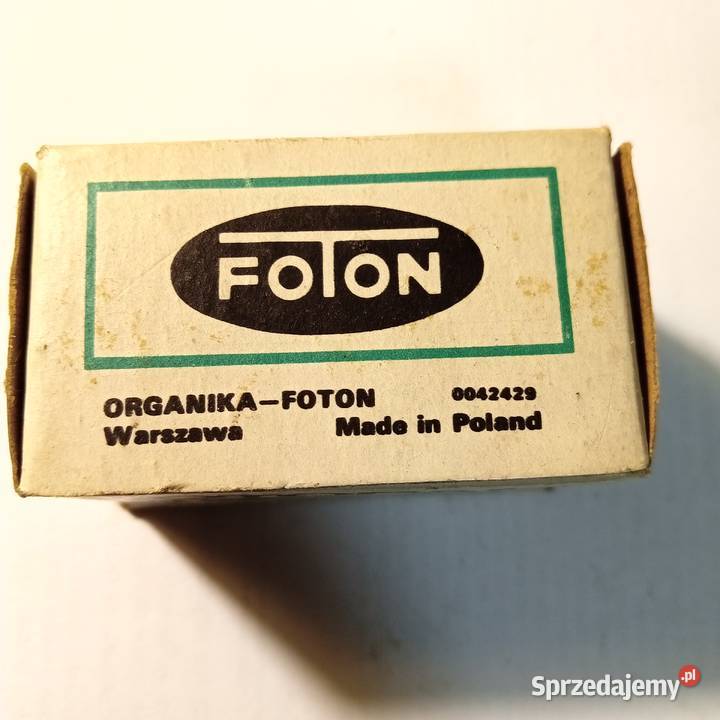 FOTON
ORGANIKA—FOTON 0042429
Warszawa Made in Poland
Sprzedajemy.pl